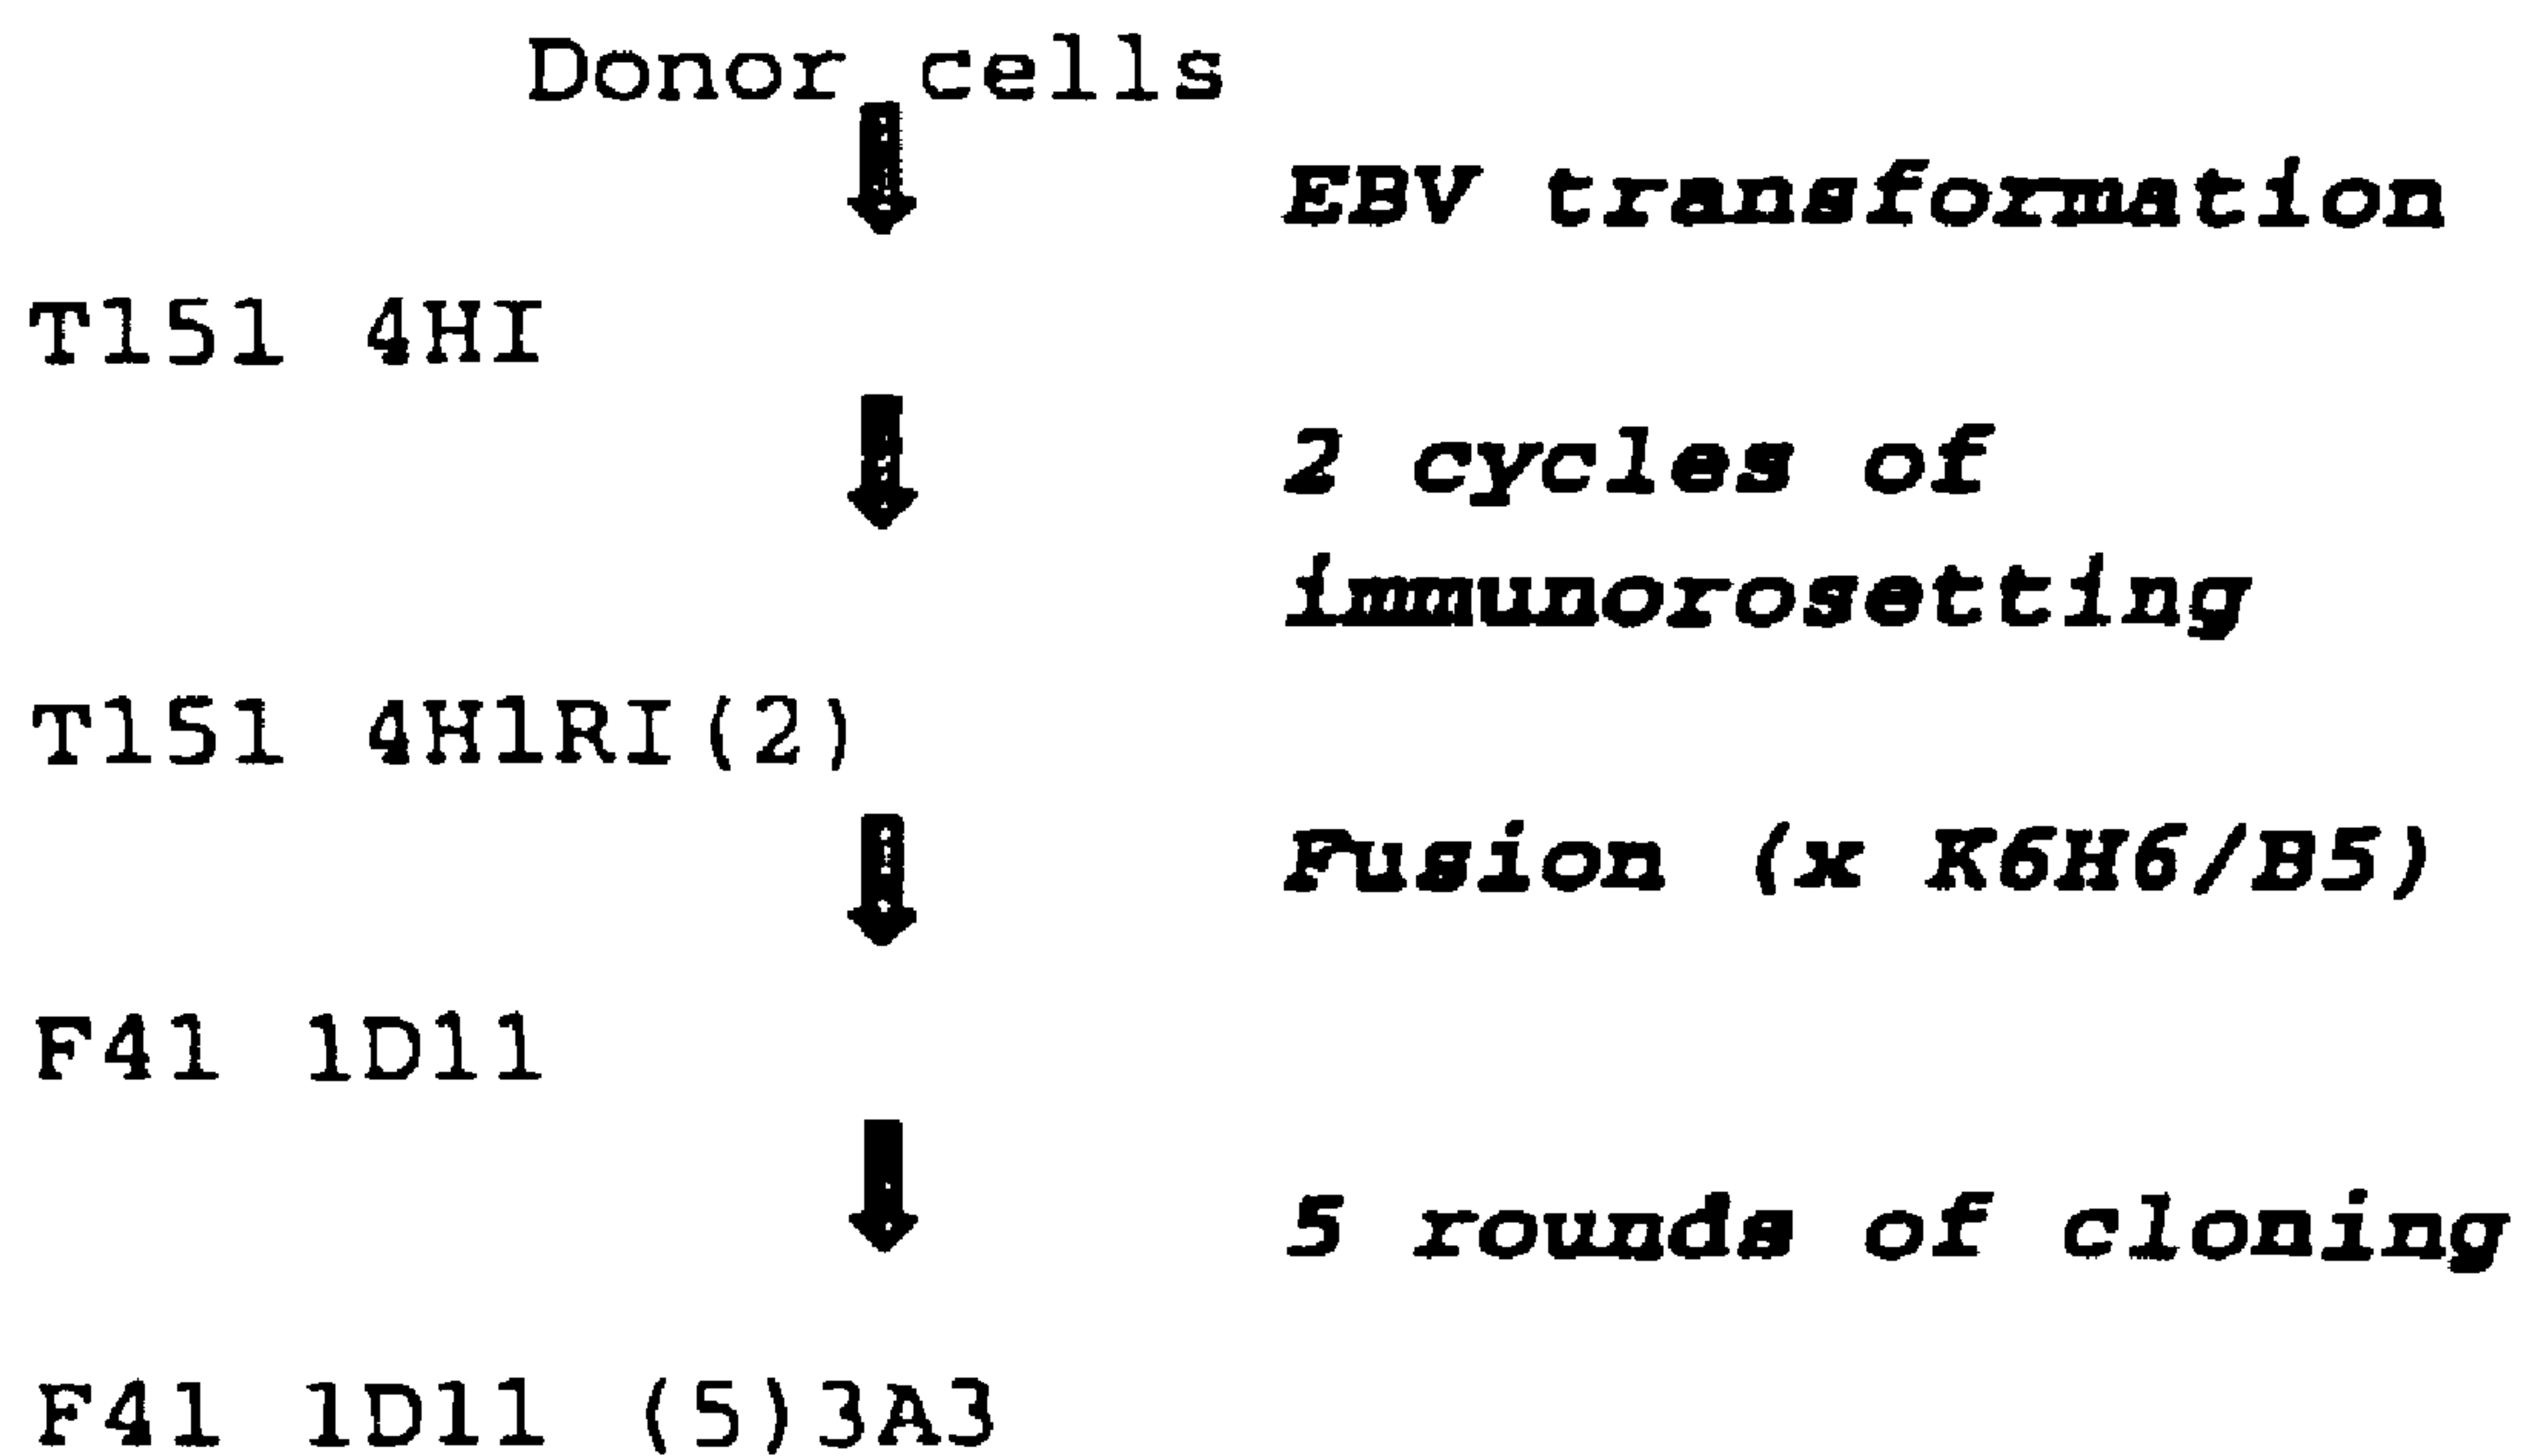 Donor cells
EBV transformation
T151 4HI
2 cycles of
immunorosetting
T151 4H1RI(2)
Fusion (x K6H6/B5)
F41 1D11
5 rounds of cloning
F41 1D11 (5)3A3